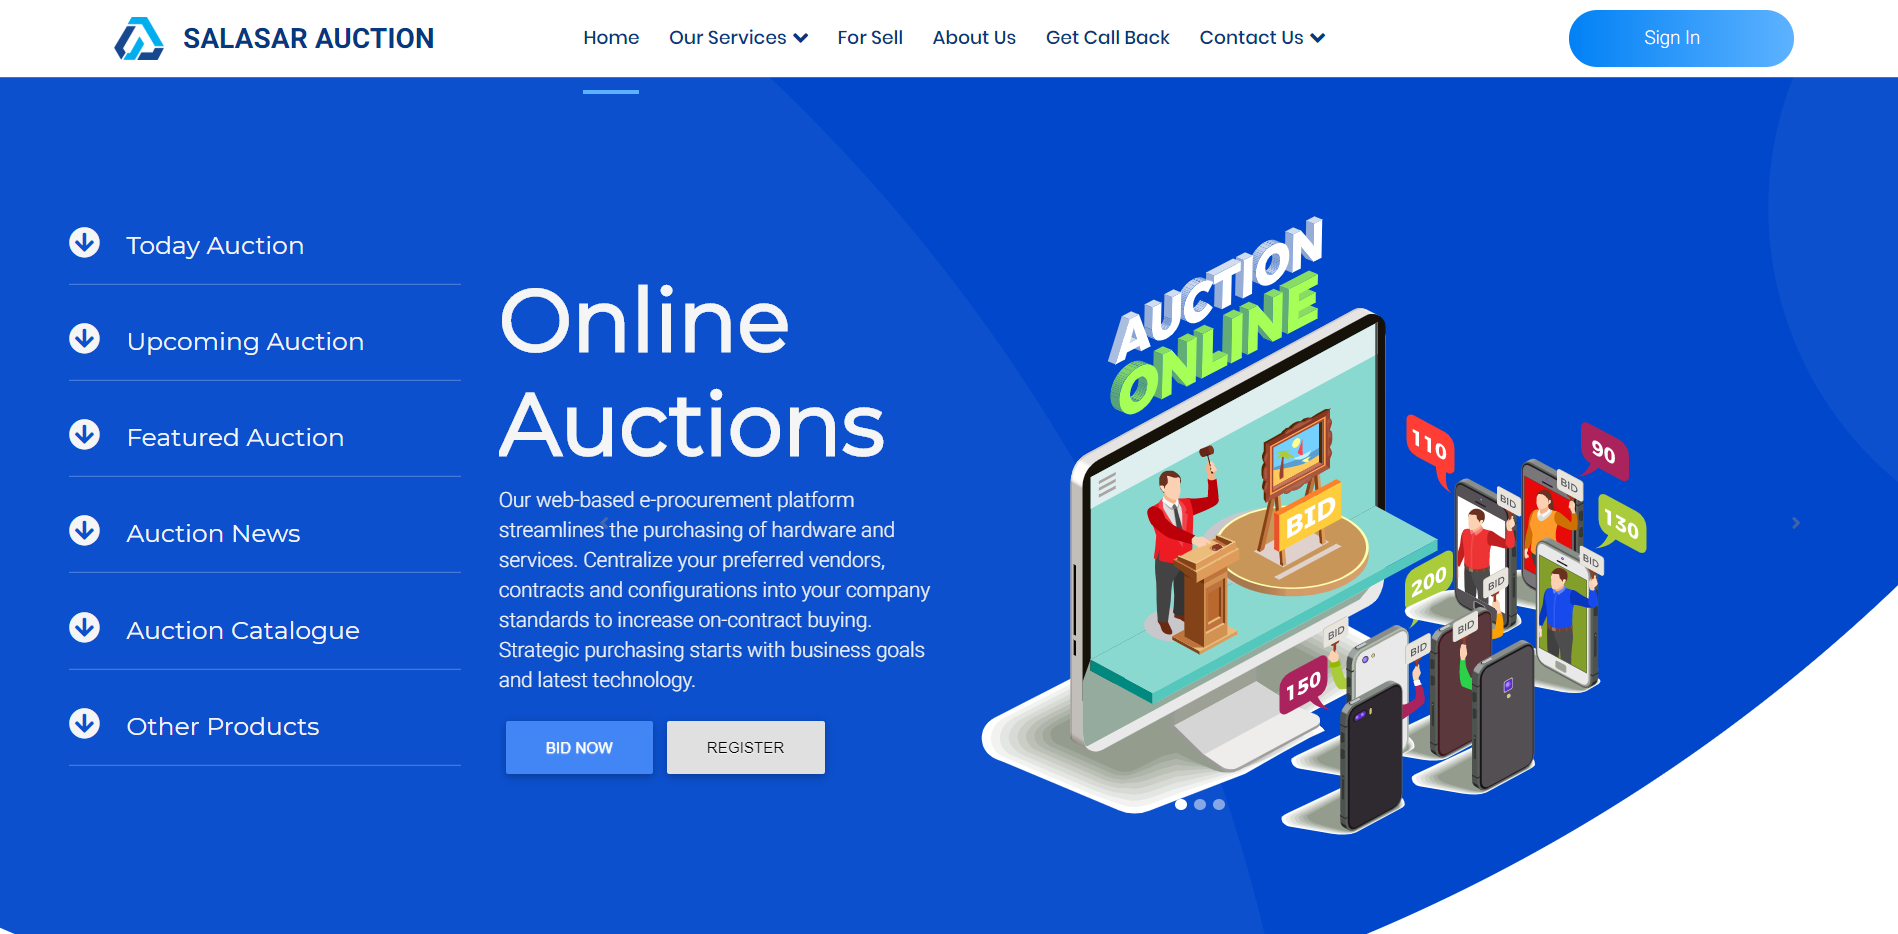 SALASAR AUCTION
Home
Our Services
For Sell
About Us
Get Call Back
Contact Us
Sign In
Today Auction
Upcoming Auction
Featured Auction
Auction News
Auction Catalogue
Other Products
Online
Auctions
Our web-based e-procurement platform
streamlines the purchasing of hardware and
services. Centralize your preferred vendors,
contracts and configurations into your company
standards to increase on-contract buying.
Strategic purchasing starts with business goals
and latest technology.
BID NOW
REGISTER
AUCTION
ONLINE
BID
110
90
130
200
150
BID
BID
BID
BID
BID
BID
BID